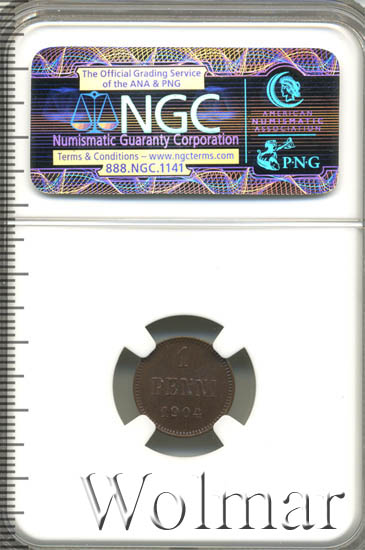 The Official Grading Service
of the ANA & PNG
NGC
Numismatic Guaranty Corporation
Terms & Conditions – www.ngcterms.com
888.NGC.1141
AMERICAN
NUMISMATIC
ASSOCIATION
PNG
1
PENNI
1904
Wolmar